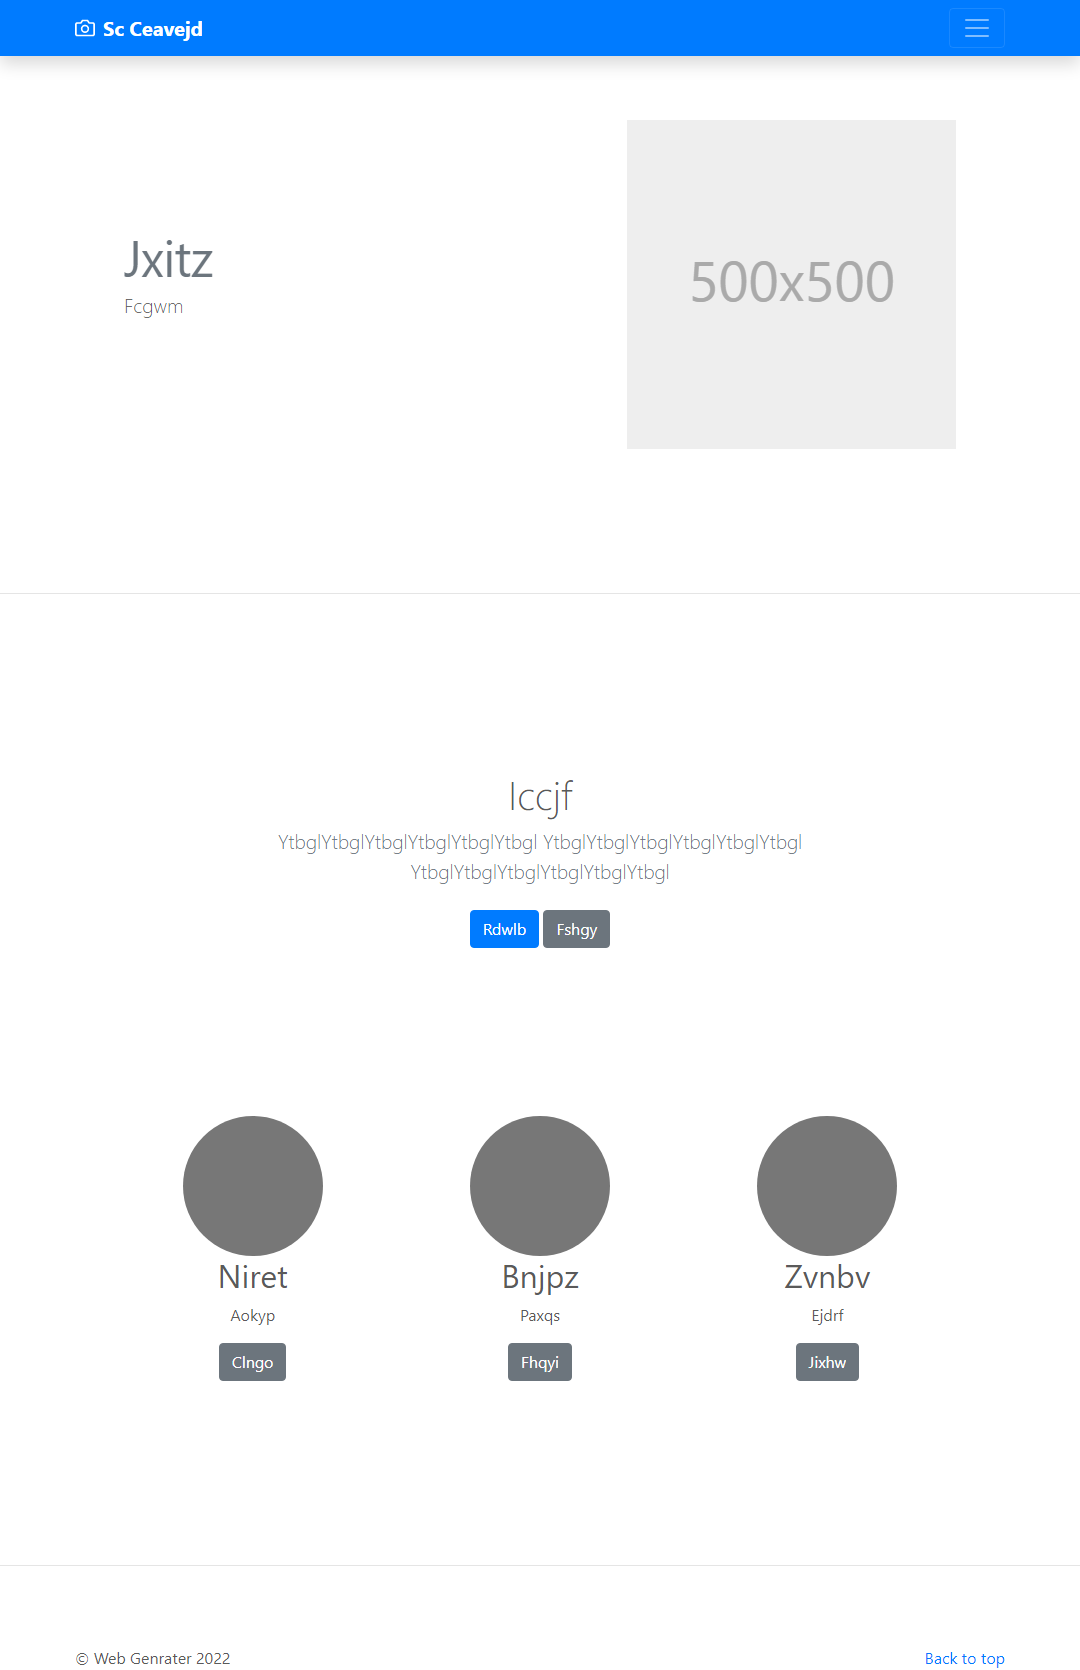 Sc Ceavejd
Jxitz
Fcgwm
500x500
Iccjf
YtbglYtbglYtbglYtbglYtbglYtbgl YtbglYtbglYtbglYtbglYtbglYtbgl
YtbglYtbglYtbglYtbglYtbglYtbgl
Rdwlb Fshgy
Niret Bnjpz Zvnbv
Aokyp Paxqs Ejdrf
Clngo Fhqyi Jixhw
© Web Genrater 2022 Back to top